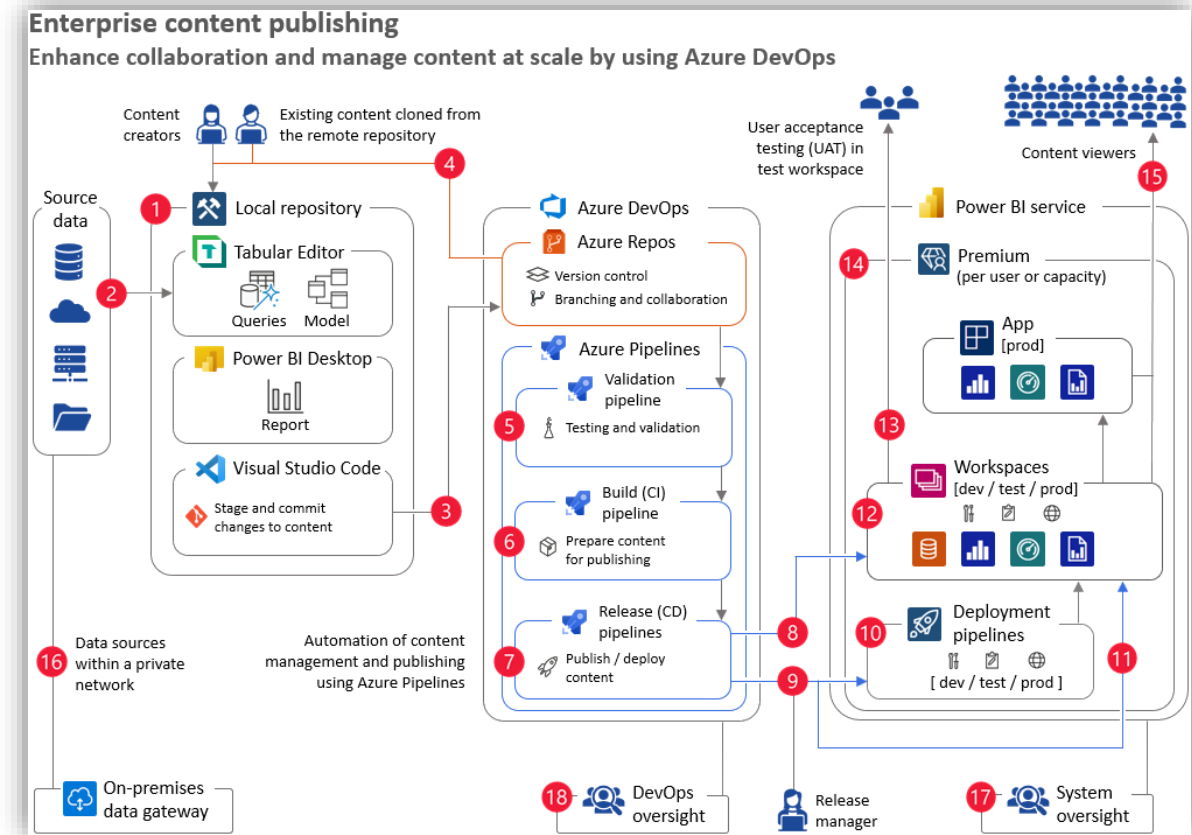 Enterprise content publishing
Enhance collaboration and manage content at scale by using Azure DevOps
Content
creators
Existing content cloned from
the remote repository
User acceptance
testing (UAT) in
test workspace
Content viewers
4
15
Source
data
1
Local repository
Azure DevOps
Power BI service
Tabular Editor
Azure Repos
14
Premium
(per user or capacity)
2
Version control
Branching and collaboration
Queries
Model
App
[prod]
Power BI Desktop
Azure Pipelines
Validation
pipeline
Report
5
Testing and validation
13
Visual Studio Code
Workspaces
[dev / test / prod]
Stage and commit
changes to content
3
Build (CI)
pipeline
12
6
Prepare content
for publishing
Release (CD)
pipelines
8
10
Deployment
pipelines
16
Data sources
within a private
network
Automation of content
management and publishing
using Azure Pipelines
7
Publish / deploy
content
9
11
[ dev / test / prod ]
On-premises
data gateway
18
DevOps
oversight
Release
manager
17
System
oversight